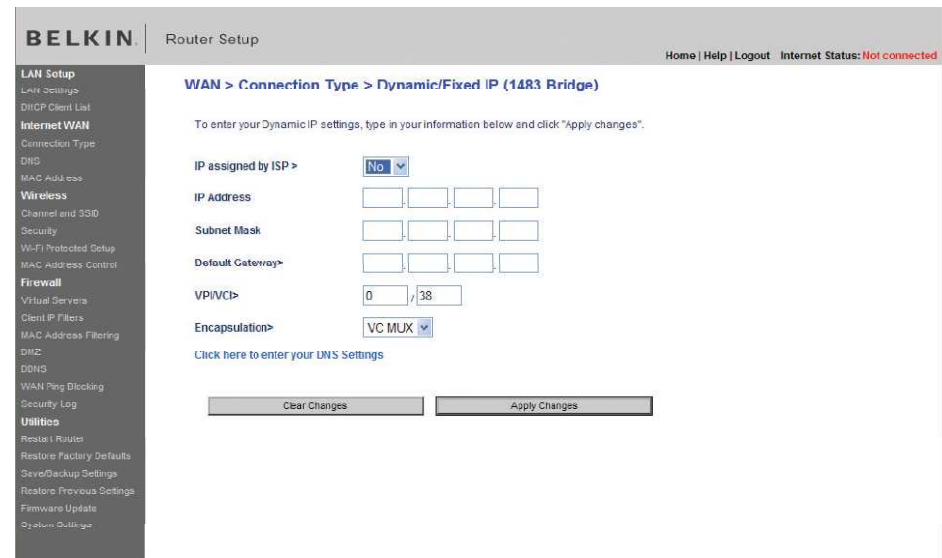 BELKIN. Router Setup
Home | Help | Logout Internet Status: Not connected
LAN Setup
LAN Settings
DHCP Client List
Internet WAN
Connection Type
DNS
MAC Address
Wireless
Channel and SSID
Security
Wi-Fi Protected Setup
MAC Address Control
Firewall
Virtual Servers
Client IP Filters
MAC Address Filtering
DMZ
DDNS
WAN Ping Blocking
Security Log
Utilities
Restart Router
Restore Factory Defaults
Save/Backup Settings
Restore Previous Settings
Firmware Update
System Settings
WAN > Connection Type > Dynamic/Fixed IP (1483 Bridge)
To enter your Dynamic IP settings, type in your information below and click "Apply changes".
IP assigned by ISP > No
IP Address . . .
Subnet Mask . . .
Default Gateway> . . .
VPI/VCI> 0 / 38
Encapsulation> VC MUX
Click here to enter your DNS Settings
Clear Changes Apply Changes